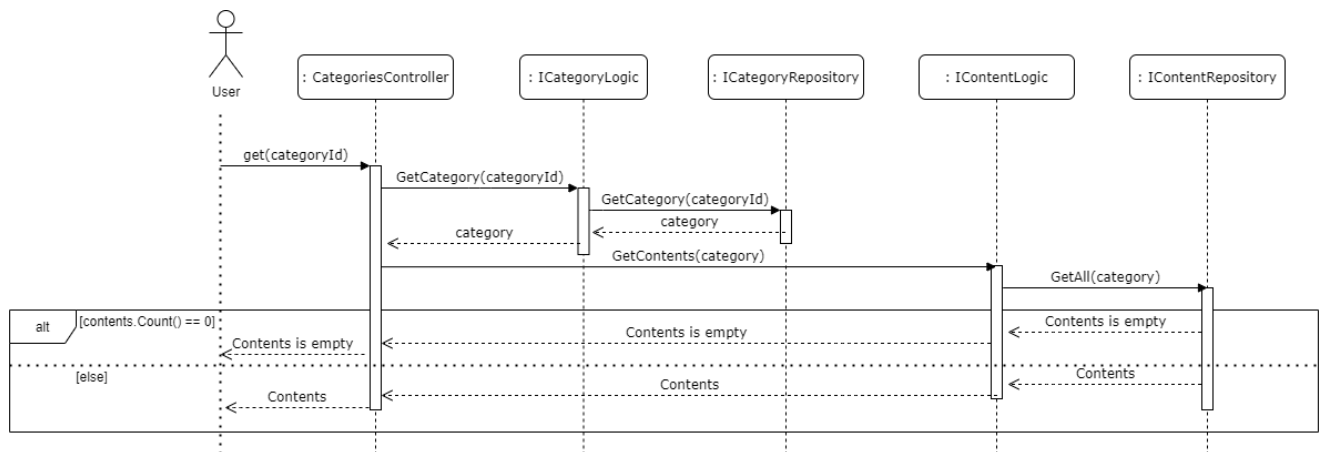 User
: CategoriesController
: ICategoryLogic
: ICategoryRepository
: IContentLogic
: IContentRepository
get(categoryId)
GetCategory(categoryId)
GetCategory(categoryId)
category
category
GetContents(category)
GetAll(category)
alt
[contents.Count() == 0]
Contents is empty
Contents is empty
Contents is empty
[else]
Contents
Contents
Contents